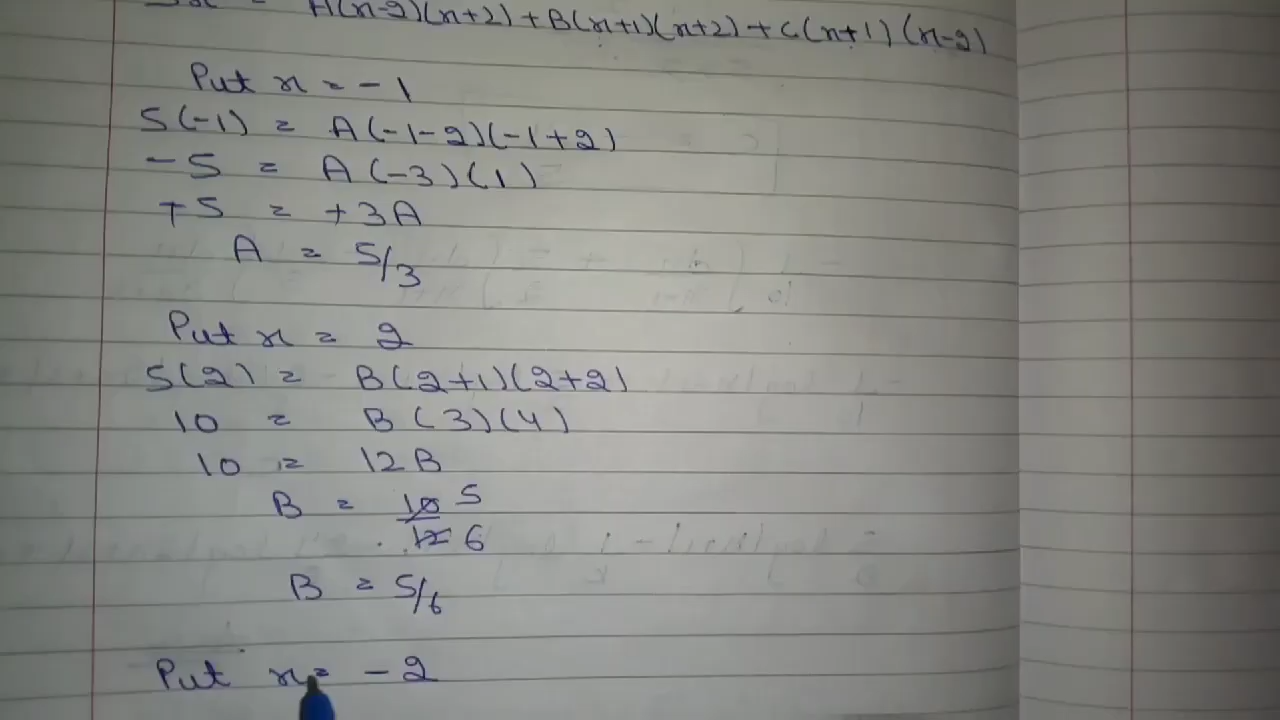 5x = A(x-2)(x+2)+B(x+1)(x+2)+C(x+1)(x-2)
Put x = -1
5(-1) = A(-1-2)(-1+2)
-5 = A(-3)(1)
+5 = +3A
A = 5/3
Put x = 2
5(2) = B(2+1)(2+2)
10 = B(3)(4)
10 = 12B
B = 10 5
12 6
B = 5/6
Put x = -2